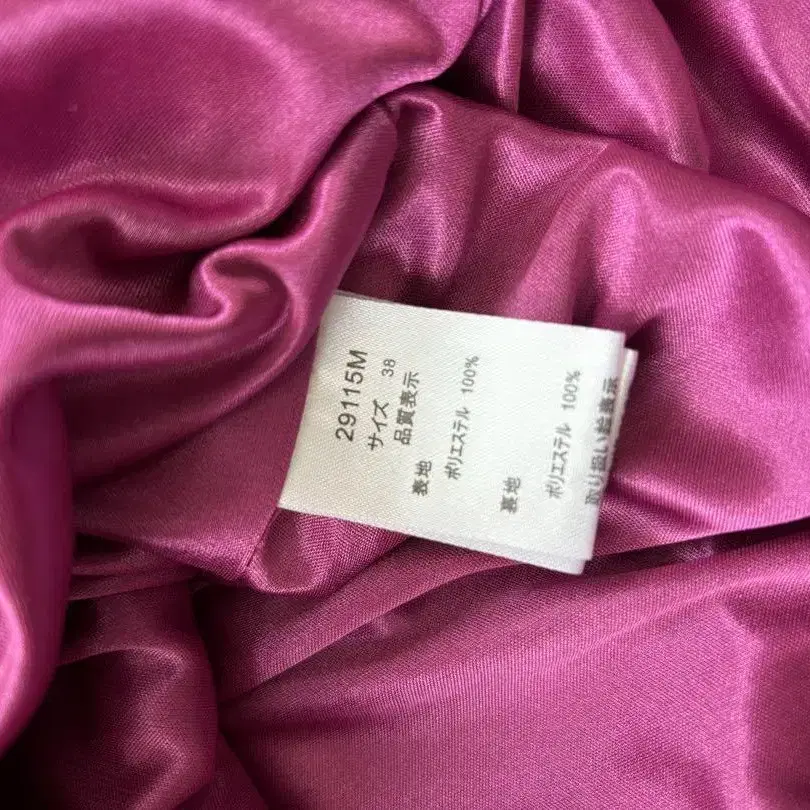 29115M
サイズ 38
品質表示
表地
ポリエステル 100%
裏地
ポリエステル 100%
取り扱い絵表示